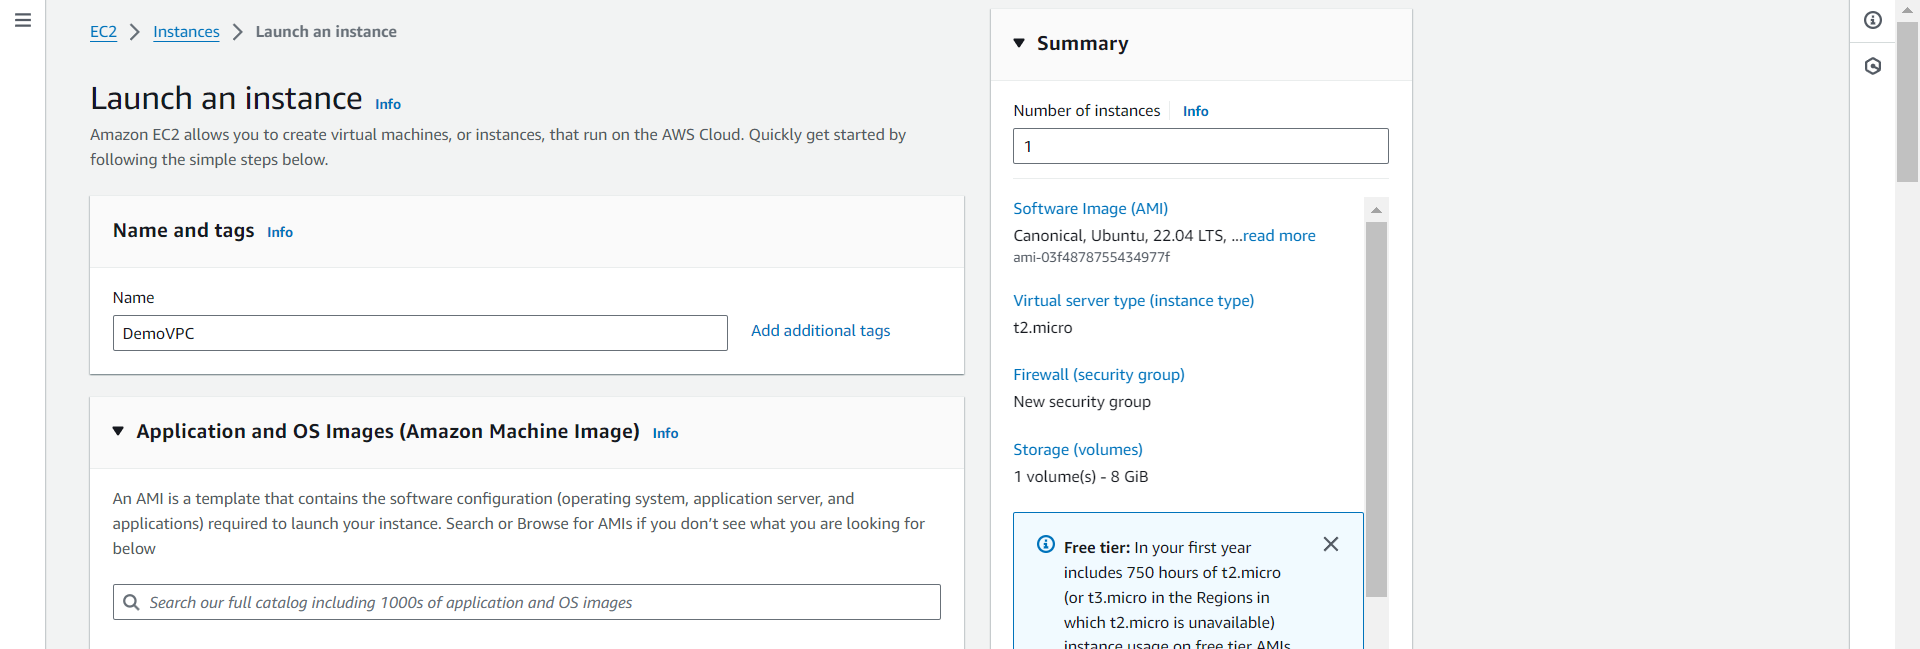 EC2 Instances Launch an instance
Launch an instance Info
Amazon EC2 allows you to create virtual machines, or instances, that run on the AWS Cloud. Quickly get started by
following the simple steps below.
Name and tags Info
Name
DemoVPC
Add additional tags
Application and OS Images (Amazon Machine Image) Info
An AMI is a template that contains the software configuration (operating system, application server, and
applications) required to launch your instance. Search or Browse for AMIs if you don’t see what you are looking for
below
Search our full catalog including 1000s of application and OS images
Summary
Number of instances Info
1
Software Image (AMI)
Canonical, Ubuntu, 22.04 LTS, ...read more
ami-03f4878755434977f
Virtual server type (instance type)
t2.micro
Firewall (security group)
New security group
Storage (volumes)
1 volume(s) - 8 GiB
Free tier: In your first year
includes 750 hours of t2.micro
(or t3.micro in the Regions in
which t2.micro is unavailable)
instance usage on free tier AMIs